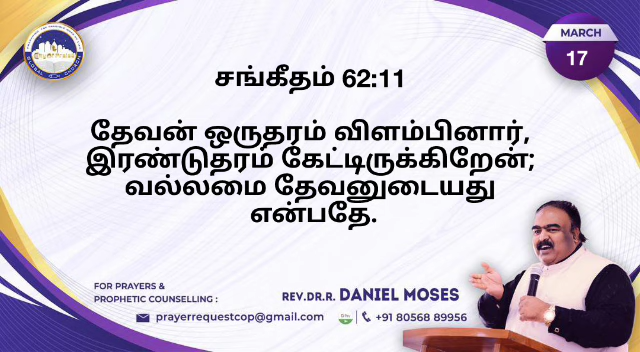 MARCH
17
சங்கீதம் 62:11
தேவன் ஒருதரம் விளம்பினார்,
இரண்டுதரம் கேட்டிருக்கிறேன்;
வல்லமை தேவனுடையது
என்பதே.
FOR PRAYERS &
PROPHETIC COUNSELLING :
prayerrequestcop@gmail.com
REV.DR.R. DANIEL MOSES
+91 80568 89956